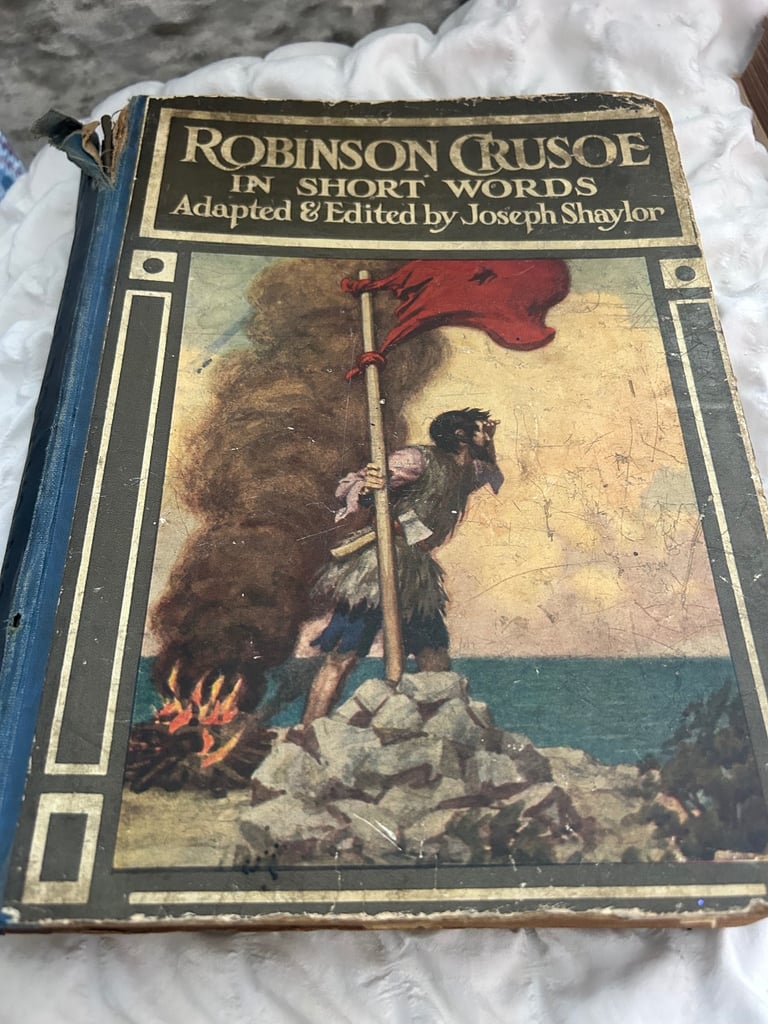 ROBINSON CRUSOE
IN SHORT WORDS
Adapted & Edited by Joseph Shaylor